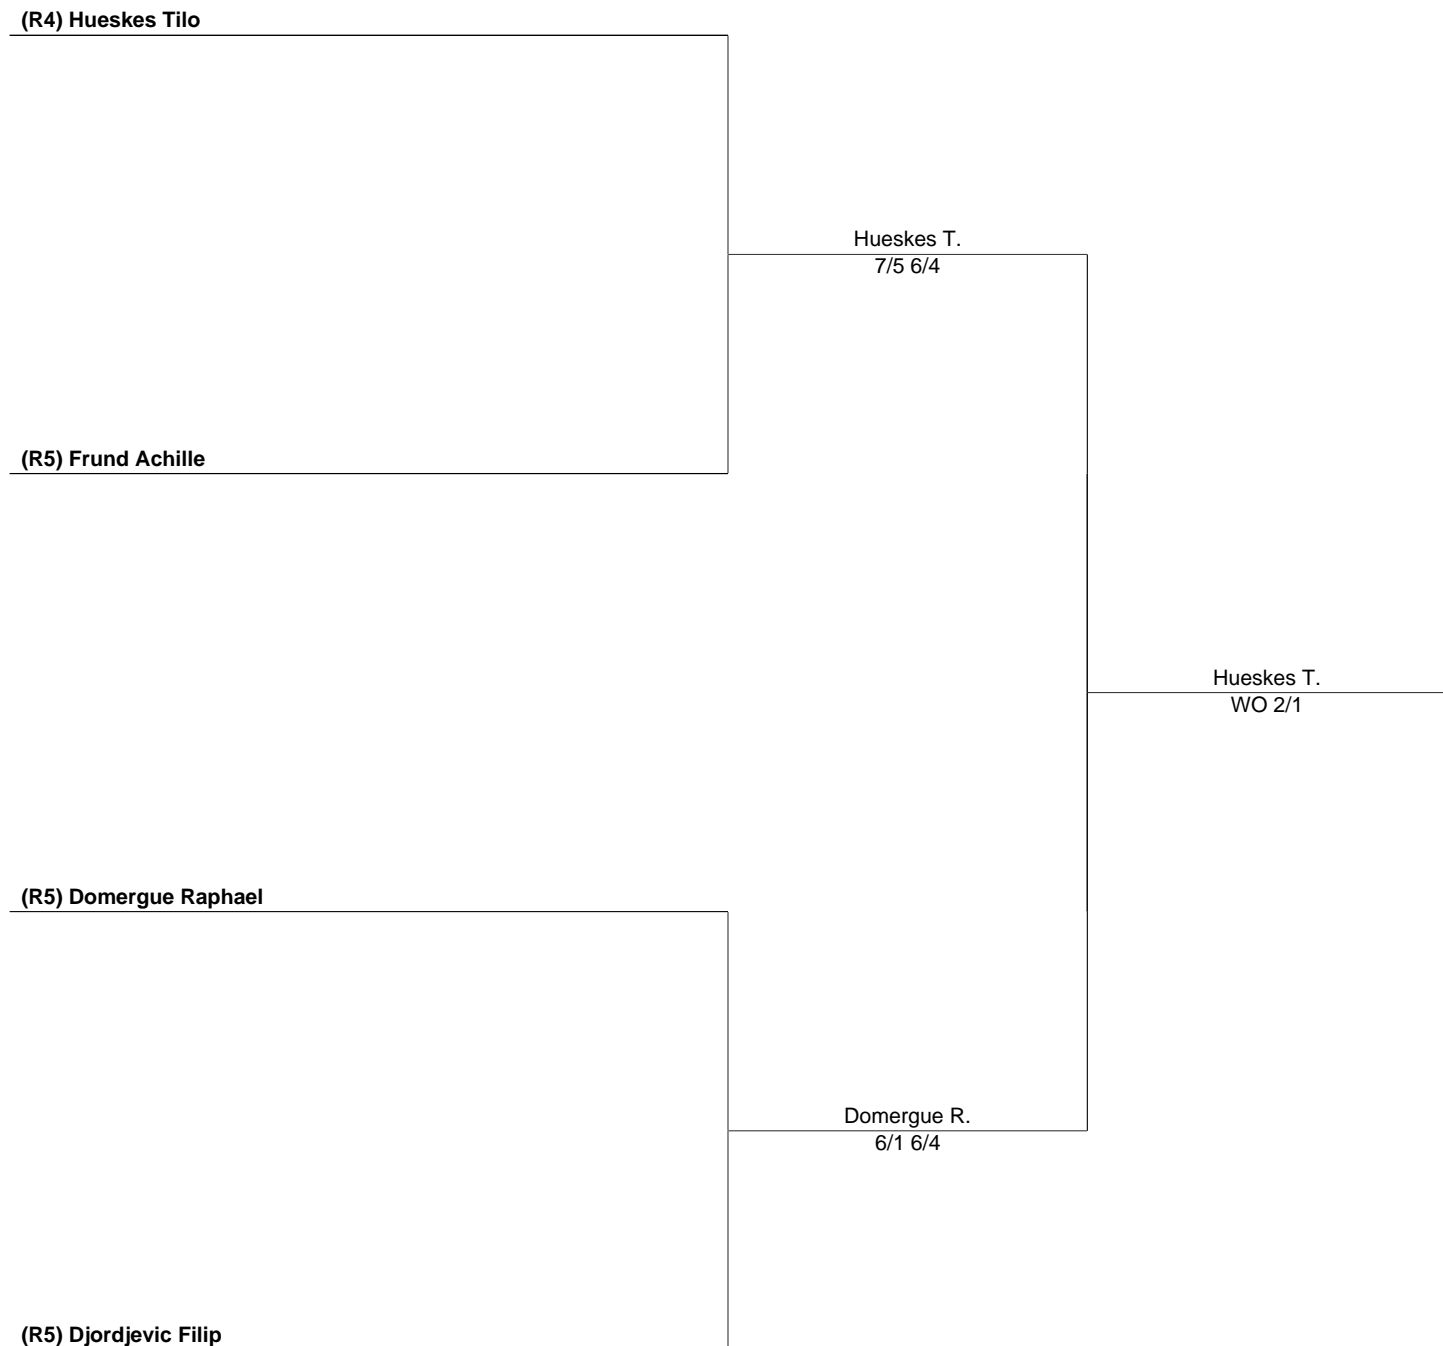 (R4) Hueskes Tilo
Hueskes T.
7/5 6/4
(R5) Frund Achille
Hueskes T.
WO 2/1
(R5) Domergue Raphael
Domergue R.
6/1 6/4
(R5) Djordjevic Filip